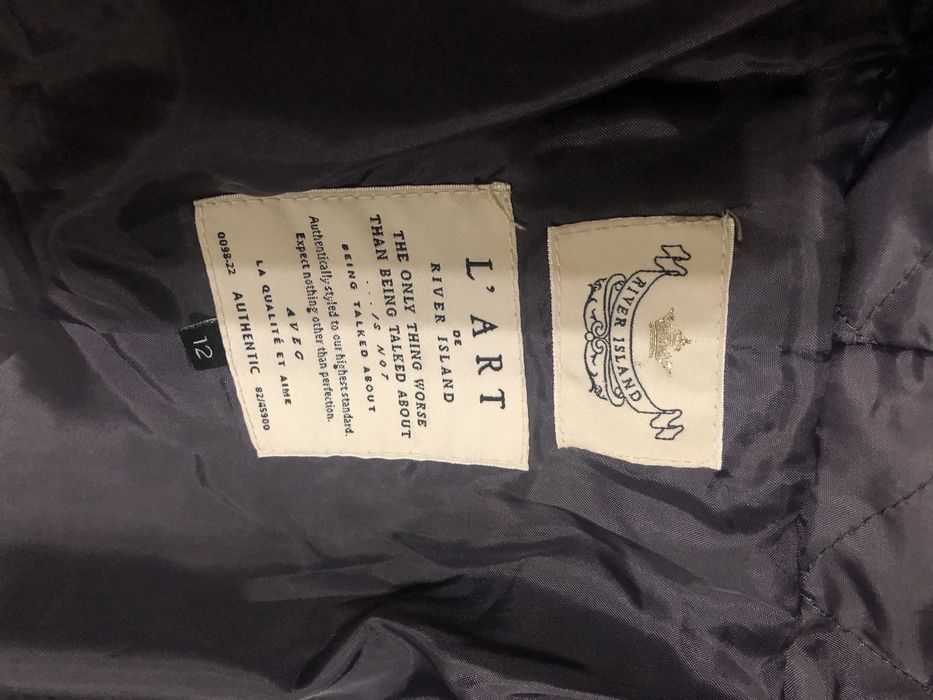 RIVER ISLAND
L'ART
DE
RIVER ISLAND
THE ONLY THING WORSE
THAN BEING TALKED ABOUT
....IS NOT
BEING TALKED ABOUT
Authentically styled to our highest standard.
Expect nothing other than perfection.
AVEG
LA QUALITÉ ET AIME
0098-22 AUTHENTIC 82/45900
12